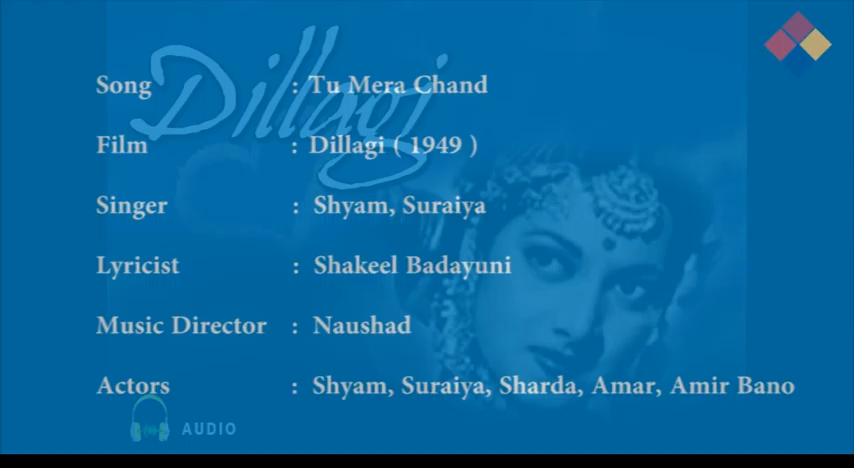 Dillagi
Song : Tu Mera Chand
Film : Dillagi ( 1949 )
Singer : Shyam, Suraiya
Lyricist : Shakeel Badayuni
Music Director : Naushad
Actors : Shyam, Suraiya, Sharda, Amar, Amir Bano
AUDIO